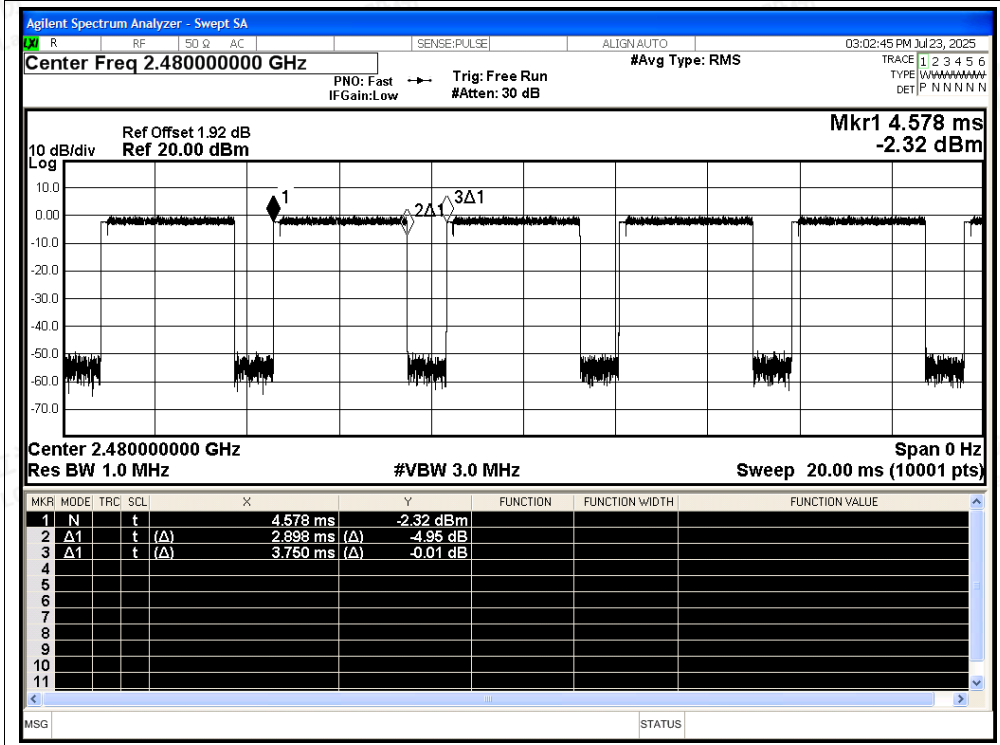 Agilent Spectrum Analyzer - Swept SA
LXI R RF 50 Ω AC SENSE:PULSE ALIGN AUTO 03:02:45 PM Jul 23, 2025
Center Freq 2.480000000 GHz #Avg Type: RMS TRACE 1 2 3 4 5 6
PNO: Fast Trig: Free Run TYPE
IFGain:Low #Atten: 30 dB DET P N N N N N
Mkr1 4.578 ms
Ref Offset 1.92 dB
10 dB/div Ref 20.00 dBm -2.32 dBm
Log
10.0
1 2Δ1 3Δ1
0.00
-10.0
-20.0
-30.0
-40.0
-50.0
-60.0
-70.0
Center 2.480000000 GHz Span 0 Hz
Res BW 1.0 MHz #VBW 3.0 MHz Sweep 20.00 ms (10001 pts)
MKR MODE TRC SCL X Y FUNCTION FUNCTION WIDTH FUNCTION VALUE
1 N t 4.578 ms -2.32 dBm
2 Δ1 t (Δ) 2.898 ms (Δ) -4.95 dB
3 Δ1 t (Δ) 3.750 ms (Δ) -0.01 dB
4
5
6
7
8
9
10
11
MSG STATUS